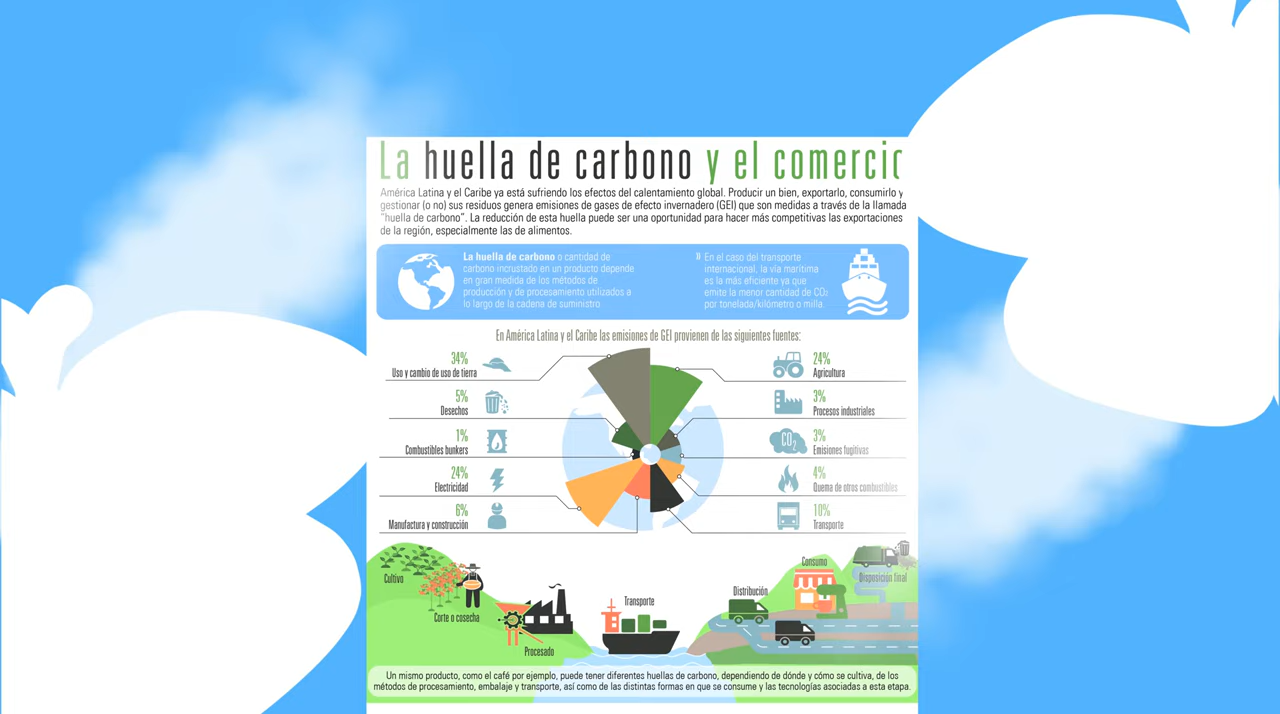 La huella de carbono y el comercio
América Latina y el Caribe ya está sufriendo los efectos del calentamiento global. Producir un bien, exportarlo, consumirlo y
gestionar (o no) sus residuos genera emisiones de gases de efecto invernadero (GEI) que son medidas a través de la llamada
"huella de carbono". La reducción de esta huella puede ser una oportunidad para hacer más competitivas las exportaciones
de la región, especialmente las de alimentos.
La huella de carbono o cantidad de
carbono incrustado en un producto depende
en gran medida de los métodos de
producción y de procesamiento utilizados a
lo largo de la cadena de suministro
» En el caso del transporte
internacional, la vía marítima
es la más eficiente ya que
emite la menor cantidad de CO₂
por tonelada/kilómetro o milla.
En América Latina y el Caribe las emisiones de GEI provienen de las siguientes fuentes:
34%
Uso y cambio de uso de tierra
5%
Desechos
1%
Combustibles bunkers
24%
Electricidad
6%
Manufactura y construcción
24%
Agricultura
3%
Procesos industriales
CO₂
3%
Emisiones fugitivas
4%
Quema de otros combustibles
10%
Transporte
Cultivo
Corte o cosecha
Procesado
Transporte
Distribución
Consumo
Disposición final
Un mismo producto, como el café por ejemplo, puede tener diferentes huellas de carbono, dependiendo de dónde y cómo se cultiva, de los
métodos de procesamiento, embalaje y transporte, así como de las distintas formas en que se consume y las tecnologías asociadas a esta etapa.